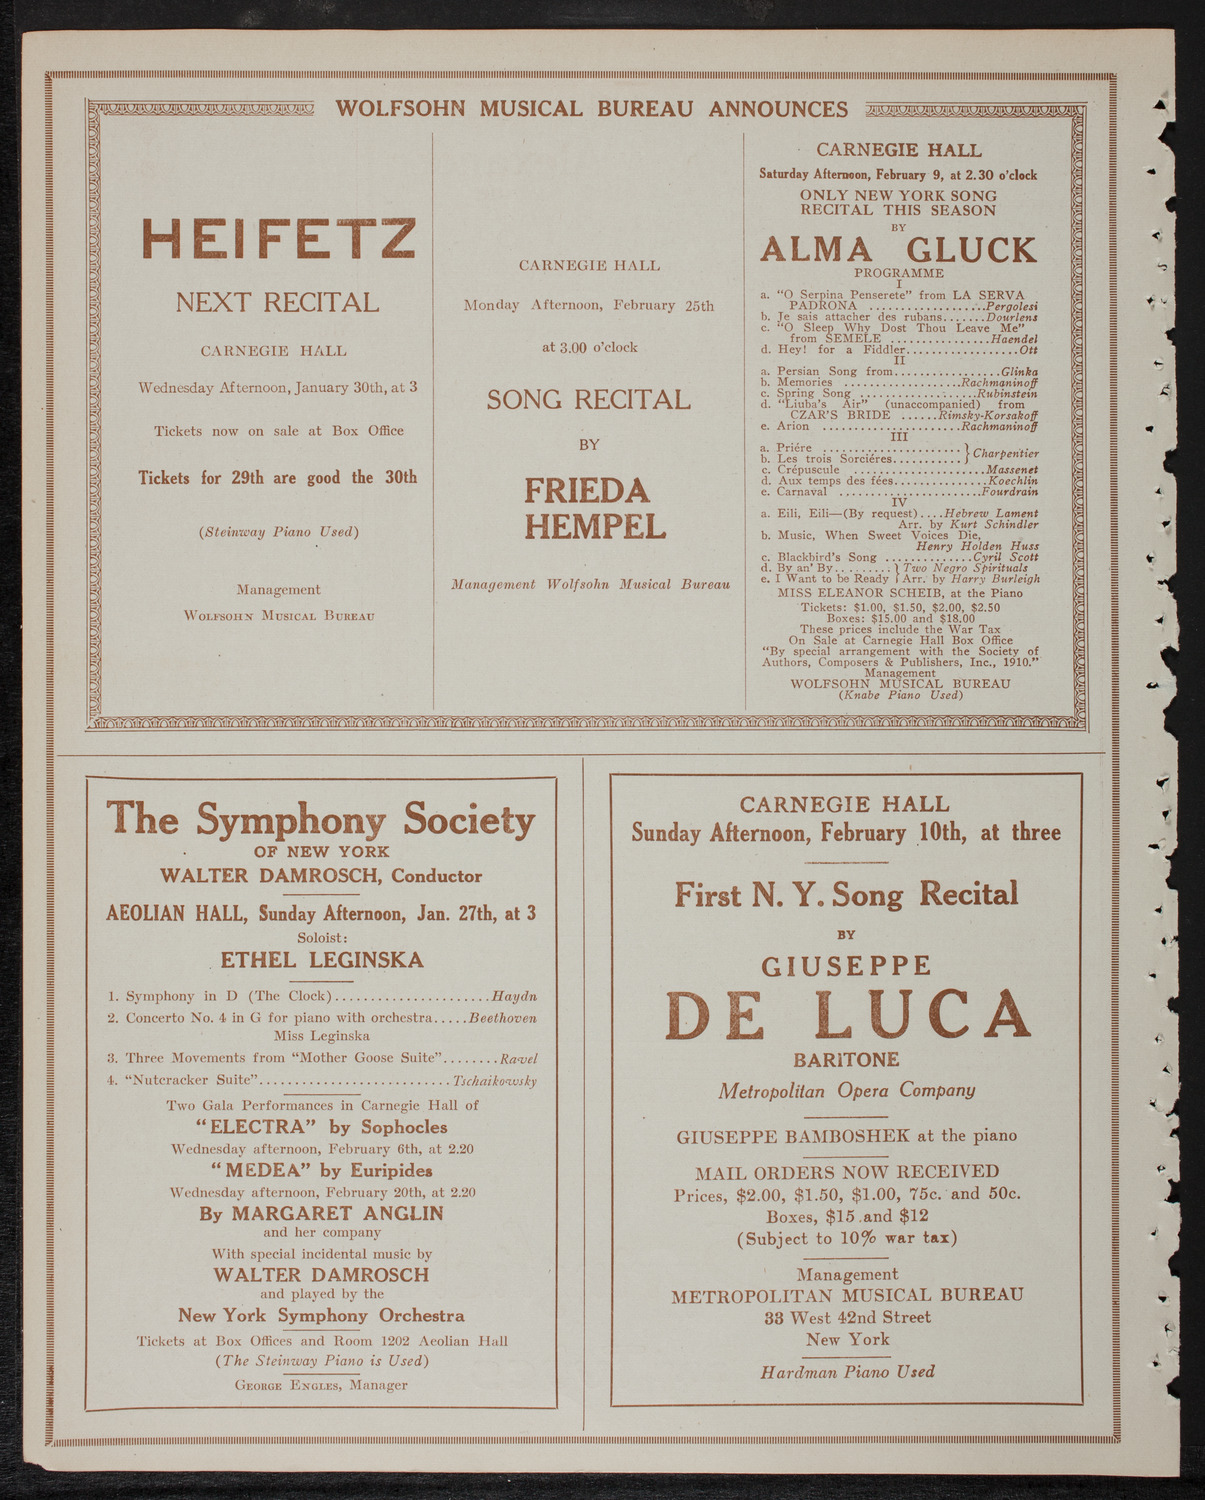 WOLFSOHN MUSICAL BUREAU ANNOUNCES
HEIFETZ
NEXT RECITAL
CARNEGIE HALL
Wednesday Afternoon, January 30th, at 3
Tickets now on sale at Box Office
Tickets for 29th are good the 30th
(Steinway Piano Used)
Management
WOLFSOHN MUSICAL BUREAU
CARNEGIE HALL
Monday Afternoon, February 25th
at 3.00 o'clock
SONG RECITAL
BY
FRIEDA
HEMPEL
Management Wolfsohn Musical Bureau
CARNEGIE HALL
Saturday Afternoon, February 9, at 2.30 o'clock
ONLY NEW YORK SONG
RECITAL THIS SEASON
BY
ALMA GLUCK
PROGRAMME
I
a. "O Serpina Penserete" from LA SERVA
PADRONA ..................Pergolesi
b. Je sais attacher des rubans.......Dourlens
c. "O Sleep Why Dost Thou Leave Me"
from SEMELE ...............Haendel
d. Hey! for a Fiddler.................Ott
II
a. Persian Song from................Glinka
b. Memories ..................Rachmaninoff
c. Spring Song ..................Rubinstein
d. "Liuba's Air" (unaccompanied) from
CZAR'S BRIDE ......Rimsky-Korsakoff
e. Arion .....................Rachmaninoff
III
a. Priére .....................} Charpentier
b. Les trois Sorciéres..........}
c. Crépuscule .....................Massenet
d. Aux temps des fées..............Koechlin
e. Carnaval ......................Fourdrain
IV
a. Eili, Eili—(By request)....Hebrew Lament
Arr. by Kurt Schindler
b. Music, When Sweet Voices Die,
Henry Holden Huss
c. Blackbird's Song .............Cyril Scott
d. By an' By.........} Two Negro Spirituals
e. I Want to be Ready } Arr. by Harry Burleigh
MISS ELEANOR SCHEIB, at the Piano
Tickets: $1.00, $1.50, $2.00, $2.50
Boxes: $15.00 and $18.00
These prices include the War Tax
On Sale at Carnegie Hall Box Office
"By special arrangement with the Society of
Authors, Composers & Publishers, Inc., 1910."
Management
WOLFSOHN MUSICAL BUREAU
(Knabe Piano Used)
The Symphony Society
OF NEW YORK
WALTER DAMROSCH, Conductor
AEOLIAN HALL, Sunday Afternoon, Jan. 27th, at 3
Soloist:
ETHEL LEGINSKA
1. Symphony in D (The Clock)......................Haydn
2. Concerto No. 4 in G for piano with orchestra.....Beethoven
Miss Leginska
3. Three Movements from "Mother Goose Suite"........Ravel
4. "Nutcracker Suite"...........................Tschaikowsky
Two Gala Performances in Carnegie Hall of
"ELECTRA" by Sophocles
Wednesday afternoon, February 6th, at 2.20
"MEDEA" by Euripides
Wednesday afternoon, February 20th, at 2.20
By MARGARET ANGLIN
and her company
With special incidental music by
WALTER DAMROSCH
and played by the
New York Symphony Orchestra
Tickets at Box Offices and Room 1202 Aeolian Hall
(The Steinway Piano is Used)
GEORGE ENGLES, Manager
CARNEGIE HALL
Sunday Afternoon, February 10th, at three
First N. Y. Song Recital
BY
GIUSEPPE
DE LUCA
BARITONE
Metropolitan Opera Company
GIUSEPPE BAMBOSHEK at the piano
MAIL ORDERS NOW RECEIVED
Prices, $2.00, $1.50, $1.00, 75c. and 50c.
Boxes, $15 and $12
(Subject to 10% war tax)
Management
METROPOLITAN MUSICAL BUREAU
33 West 42nd Street
New York
Hardman Piano Used